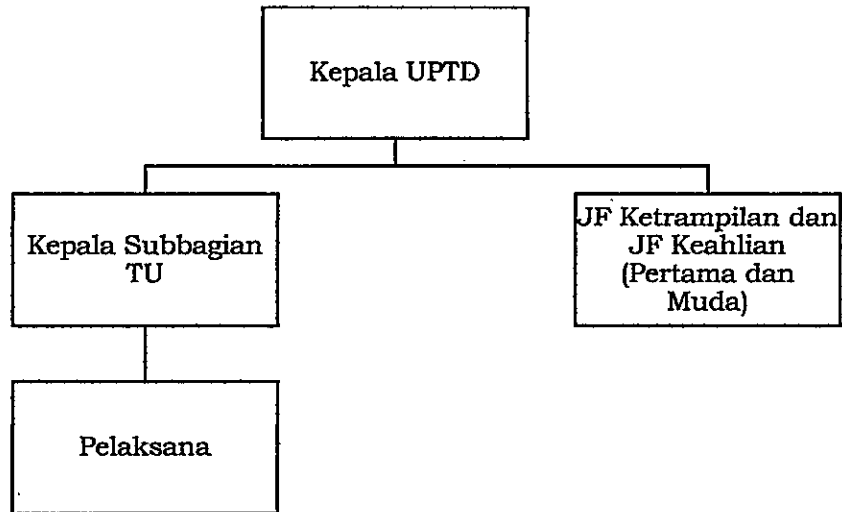 Kepala UPTD
Kepala Subbagian
TU
JF Ketrampilan dan
JF Keahlian
(Pertama dan
Muda)
Pelaksana